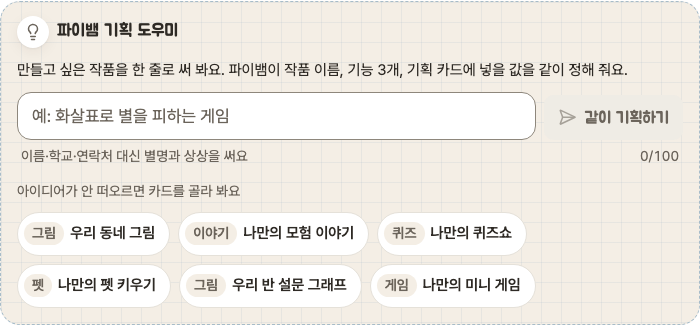 파이뱀 기획 도우미
만들고 싶은 작품을 한 줄로 써 봐요. 파이뱀이 작품 이름, 기능 3개, 기획 카드에 넣을 값을 같이 정해 줘요.
예: 화살표로 별을 피하는 게임
같이 기획하기
이름·학교·연락처 대신 별명과 상상을 써요
0/100
아이디어가 안 떠오르면 카드를 골라 봐요
그림 우리 동네 그림
이야기 나만의 모험 이야기
퀴즈 나만의 퀴즈쇼
펫 나만의 펫 키우기
그림 우리 반 설문 그래프
게임 나만의 미니 게임